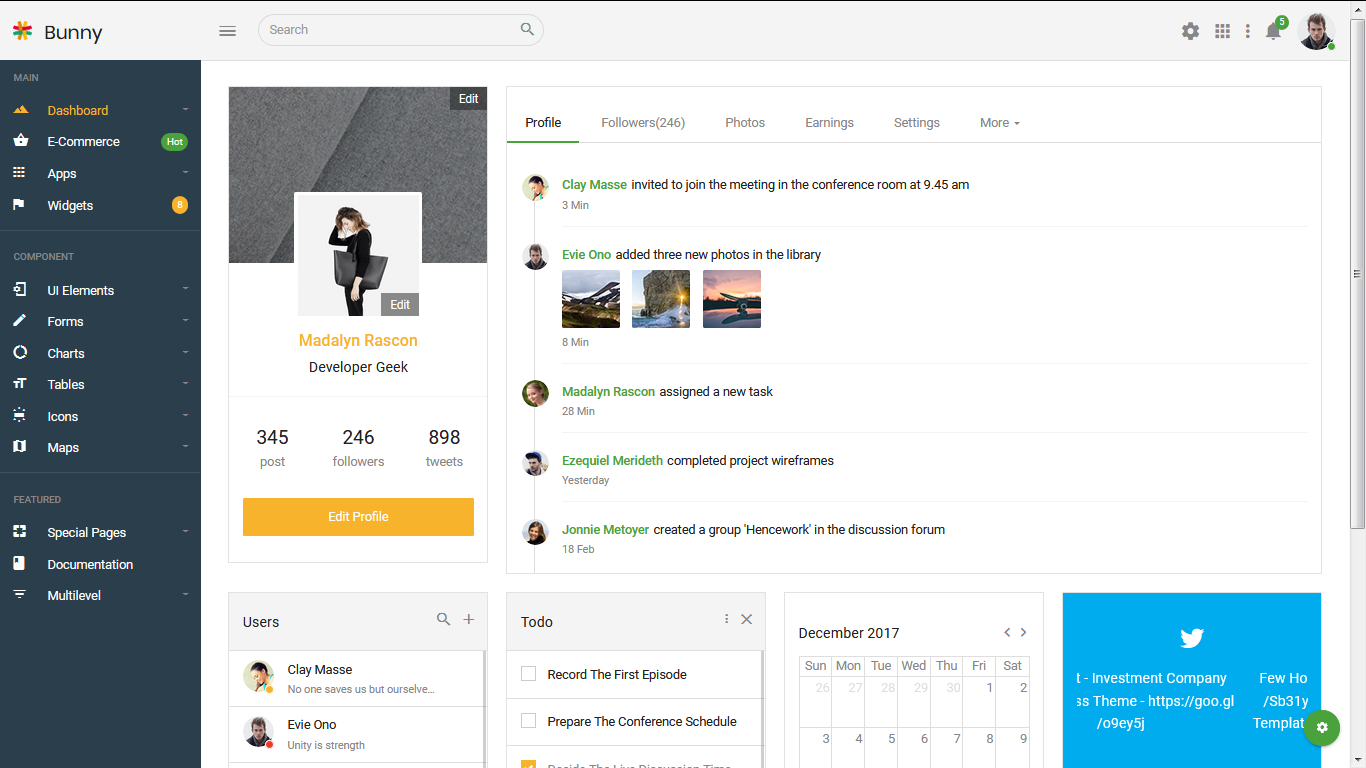 Bunny
Search
5
MAIN
Dashboard
E-Commerce Hot
Apps
Widgets 8
COMPONENT
UI Elements
Forms
Charts
Tables
Icons
Maps
FEATURED
Special Pages
Documentation
Multilevel
Edit
Edit
Madalyn Rascon
Developer Geek
345 246 898
post followers tweets
Edit Profile
Profile Followers(246) Photos Earnings Settings More
Clay Masse invited to join the meeting in the conference room at 9.45 am
3 Min
Evie Ono added three new photos in the library
8 Min
Madalyn Rascon assigned a new task
28 Min
Ezequiel Merideth completed project wireframes
Yesterday
Jonnie Metoyer created a group 'Hencework' in the discussion forum
18 Feb
Users
Clay Masse
No one saves us but ourselve...
Evie Ono
Unity is strength
Todo
Record The First Episode
Prepare The Conference Schedule
Decide The Live Discussion Time
December 2017
Sun Mon Tue Wed Thu Fri Sat
26 27 28 29 30 1 2
3 4 5 6 7 8 9
t - Investment Company
ss Theme - https://goo.gl
/o9ey5j
Few Ho
/Sb31y
Templat